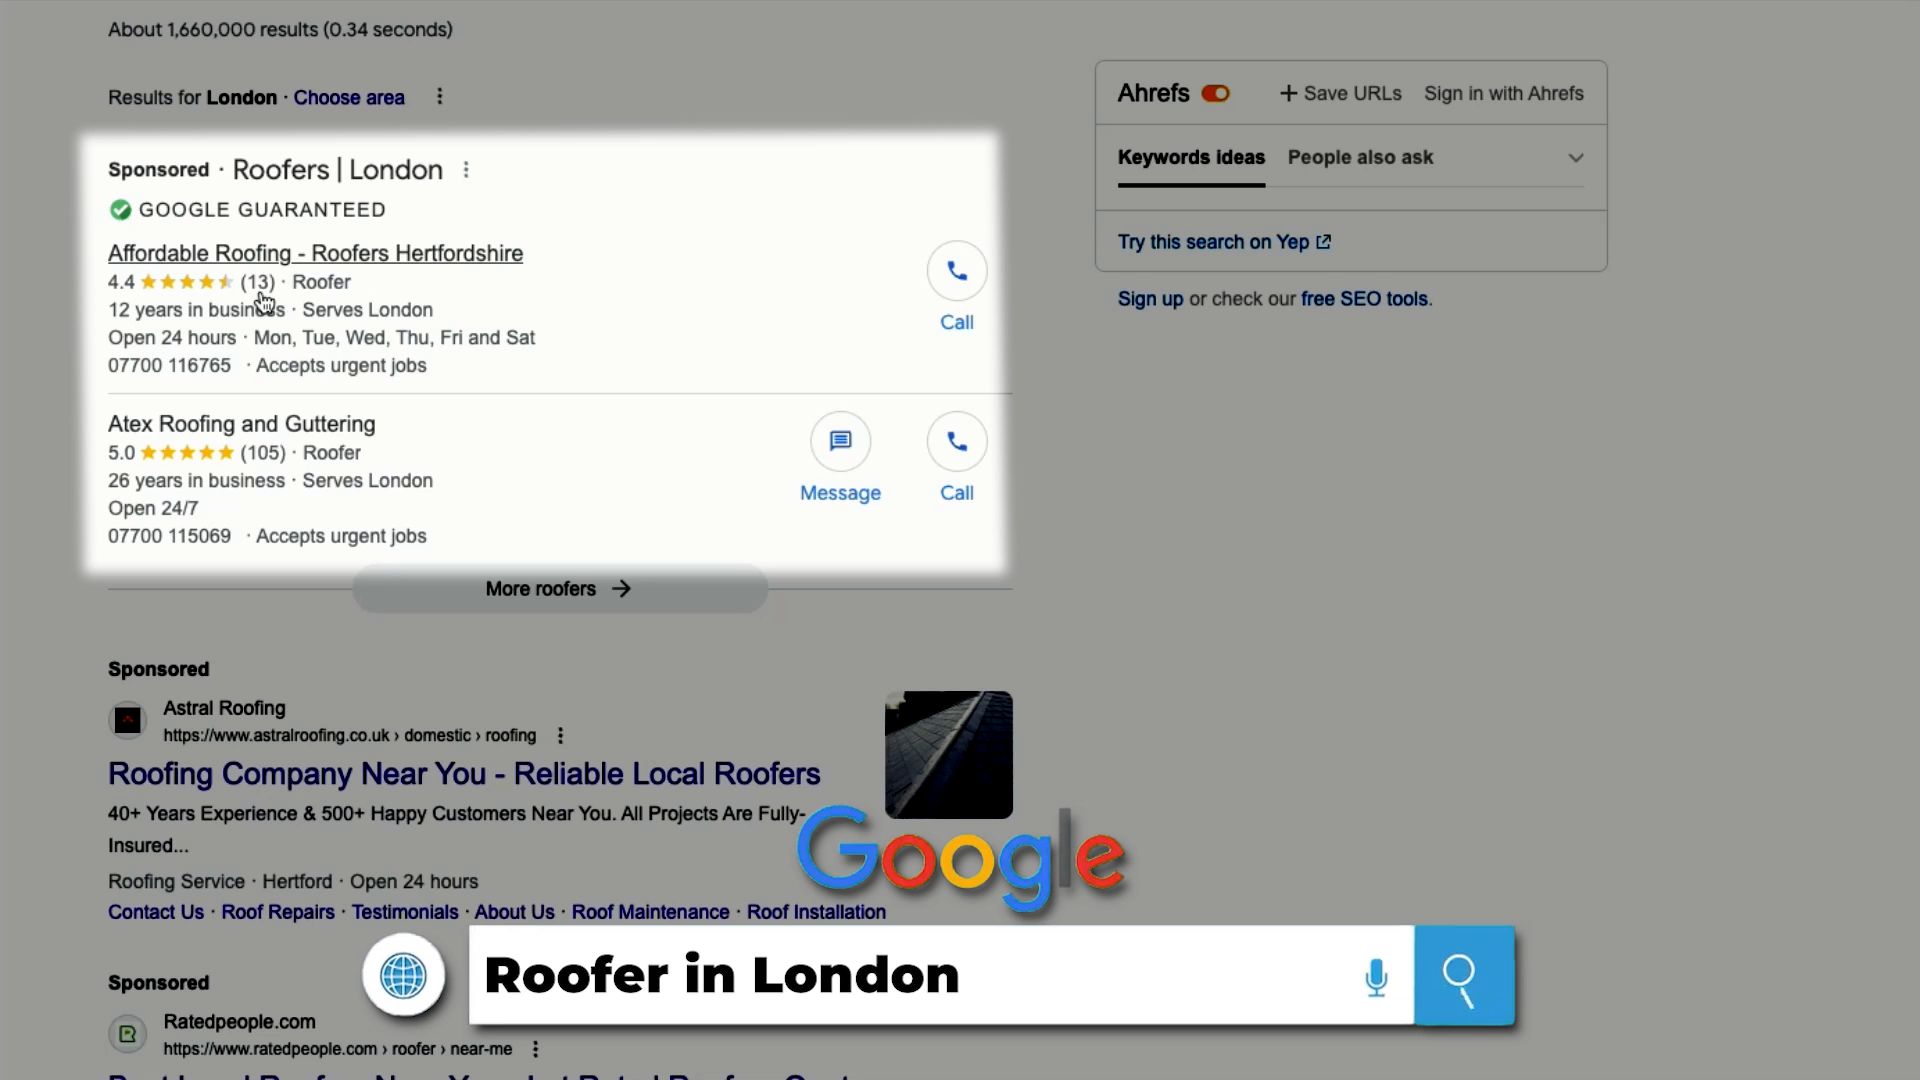 About 1,660,000 results (0.34 seconds)
Results for London · Choose area
Sponsored · Roofers | London
GOOGLE GUARANTEED
Affordable Roofing - Roofers Hertfordshire
4.4 (13) · Roofer
12 years in business · Serves London
Open 24 hours · Mon, Tue, Wed, Thu, Fri and Sat
07700 116765 · Accepts urgent jobs
Call
Atex Roofing and Guttering
5.0 (105) · Roofer
26 years in business · Serves London
Open 24/7
07700 115069 · Accepts urgent jobs
Message
Call
More roofers
Ahrefs
Save URLs
Sign in with Ahrefs
Keywords ideas
People also ask
Try this search on Yep
Sign up or check our free SEO tools.
Sponsored
Astral Roofing
https://www.astralroofing.co.uk › domestic › roofing
Roofing Company Near You - Reliable Local Roofers
40+ Years Experience & 500+ Happy Customers Near You. All Projects Are Fully-
Insured...
Roofing Service · Hertford · Open 24 hours
Contact Us · Roof Repairs · Testimonials · About Us · Roof Maintenance · Roof Installation
Google
Roofer in London
Sponsored
Ratedpeople.com
https://www.ratedpeople.com › roofer › near-me